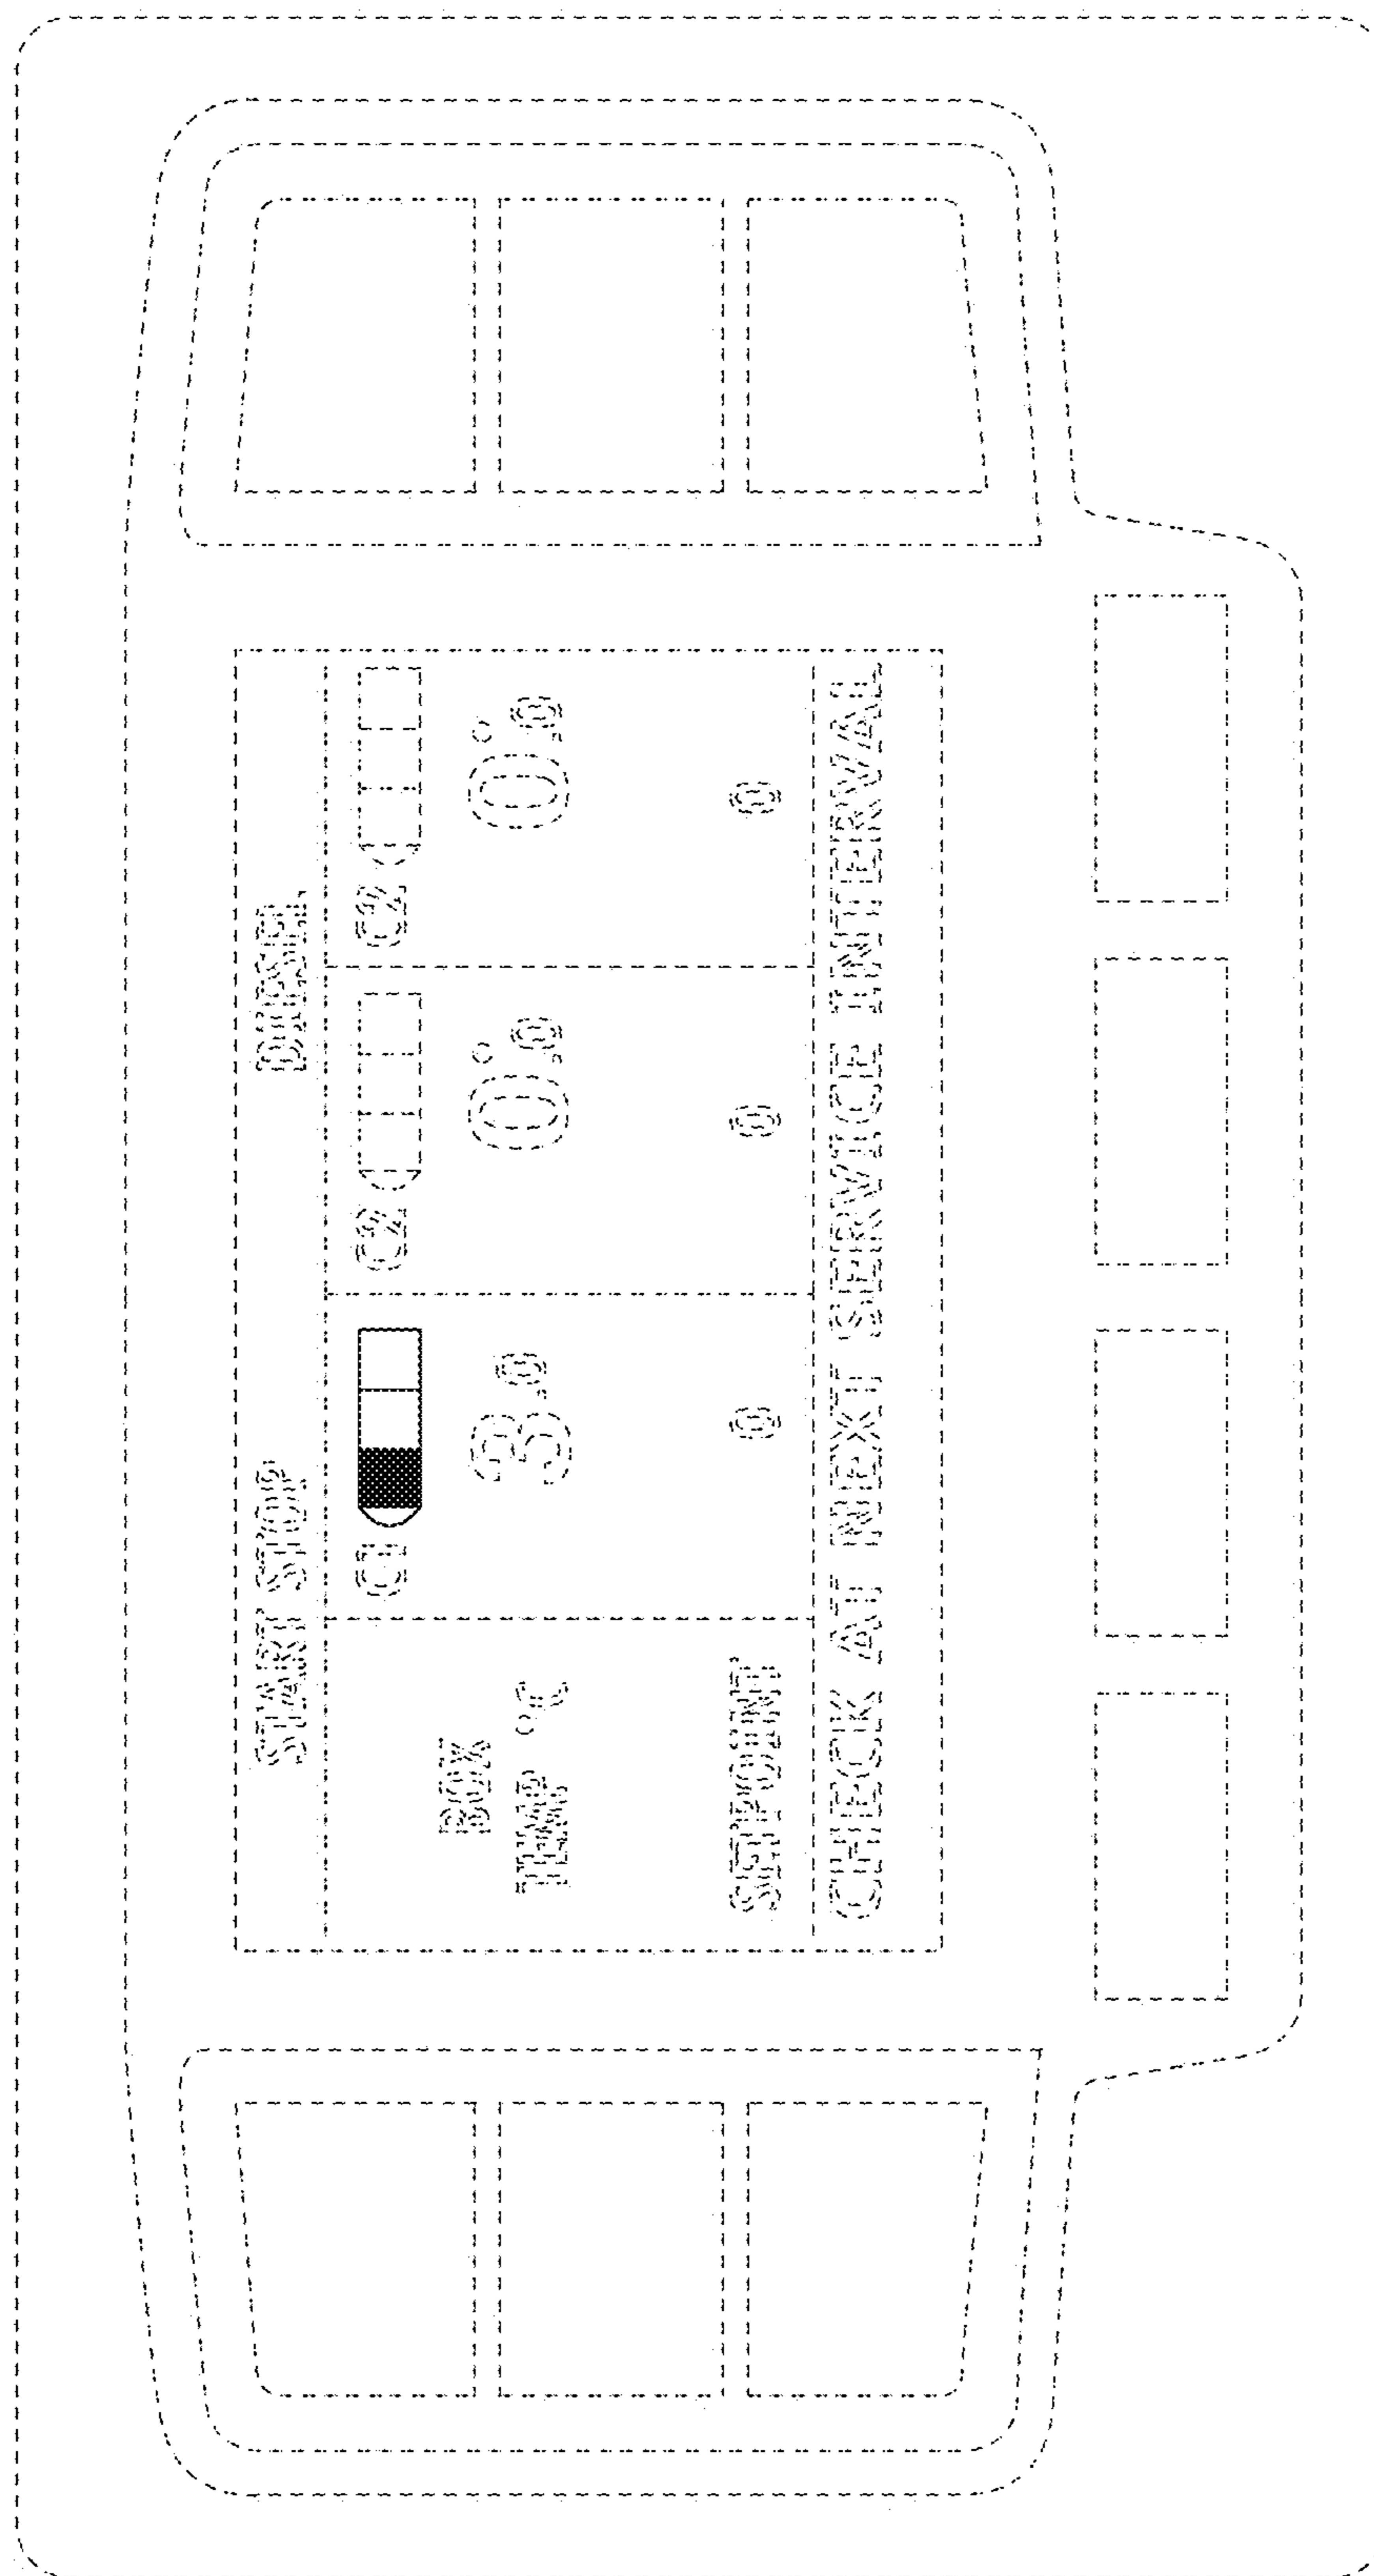 START STOP DIESEL
C1 C2 C2
BOX
TEMP °C 3.0 0°.0 0°.0
SETPOINT 0 0 0
CHECK AT NEXT SERVICE INTERVAL